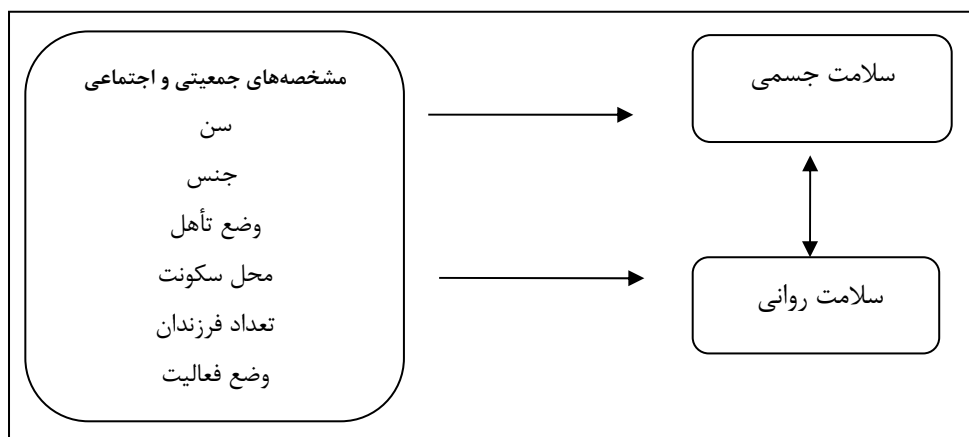 مشخصه‌های جمعیتی و اجتماعی
سن
جنس
وضع تأهل
محل سکونت
تعداد فرزندان
وضع فعالیت
سلامت جسمی
سلامت روانی